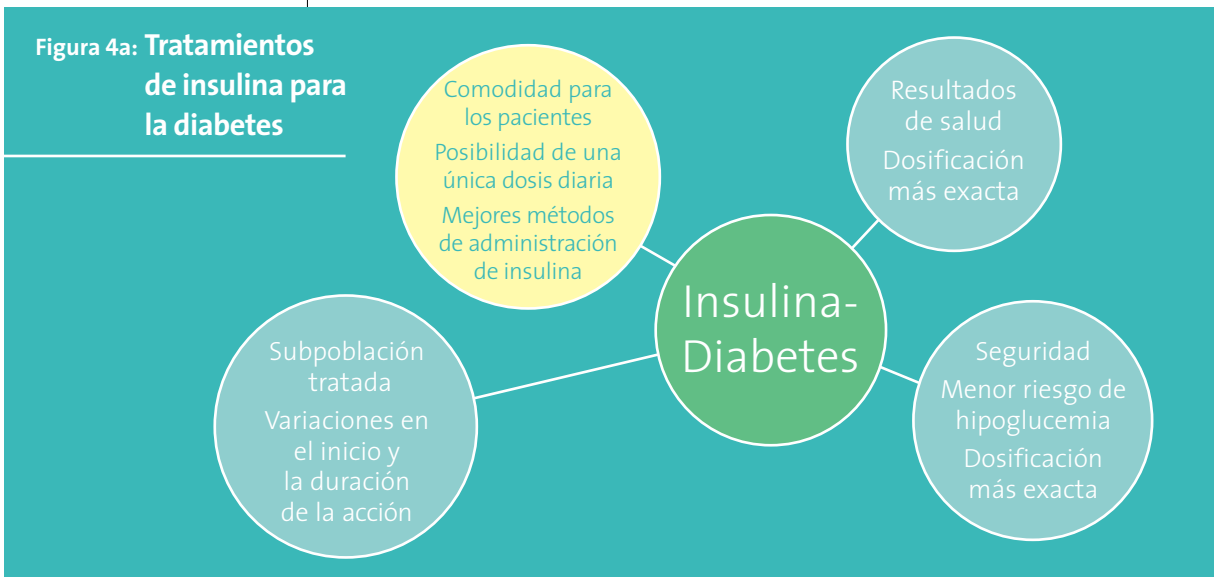 Figura 4a: Tratamientos
de insulina para
la diabetes
Comodidad para
los pacientes
Posibilidad de una
única dosis diaria
Mejores métodos
de administración
de insulina
Resultados
de salud
Dosificación
más exacta
Insulina-
Diabetes
Subpoblación
tratada
Variaciones en
el inicio y
la duración
de la acción
Seguridad
Menor riesgo de
hipoglucemia
Dosificación
más exacta